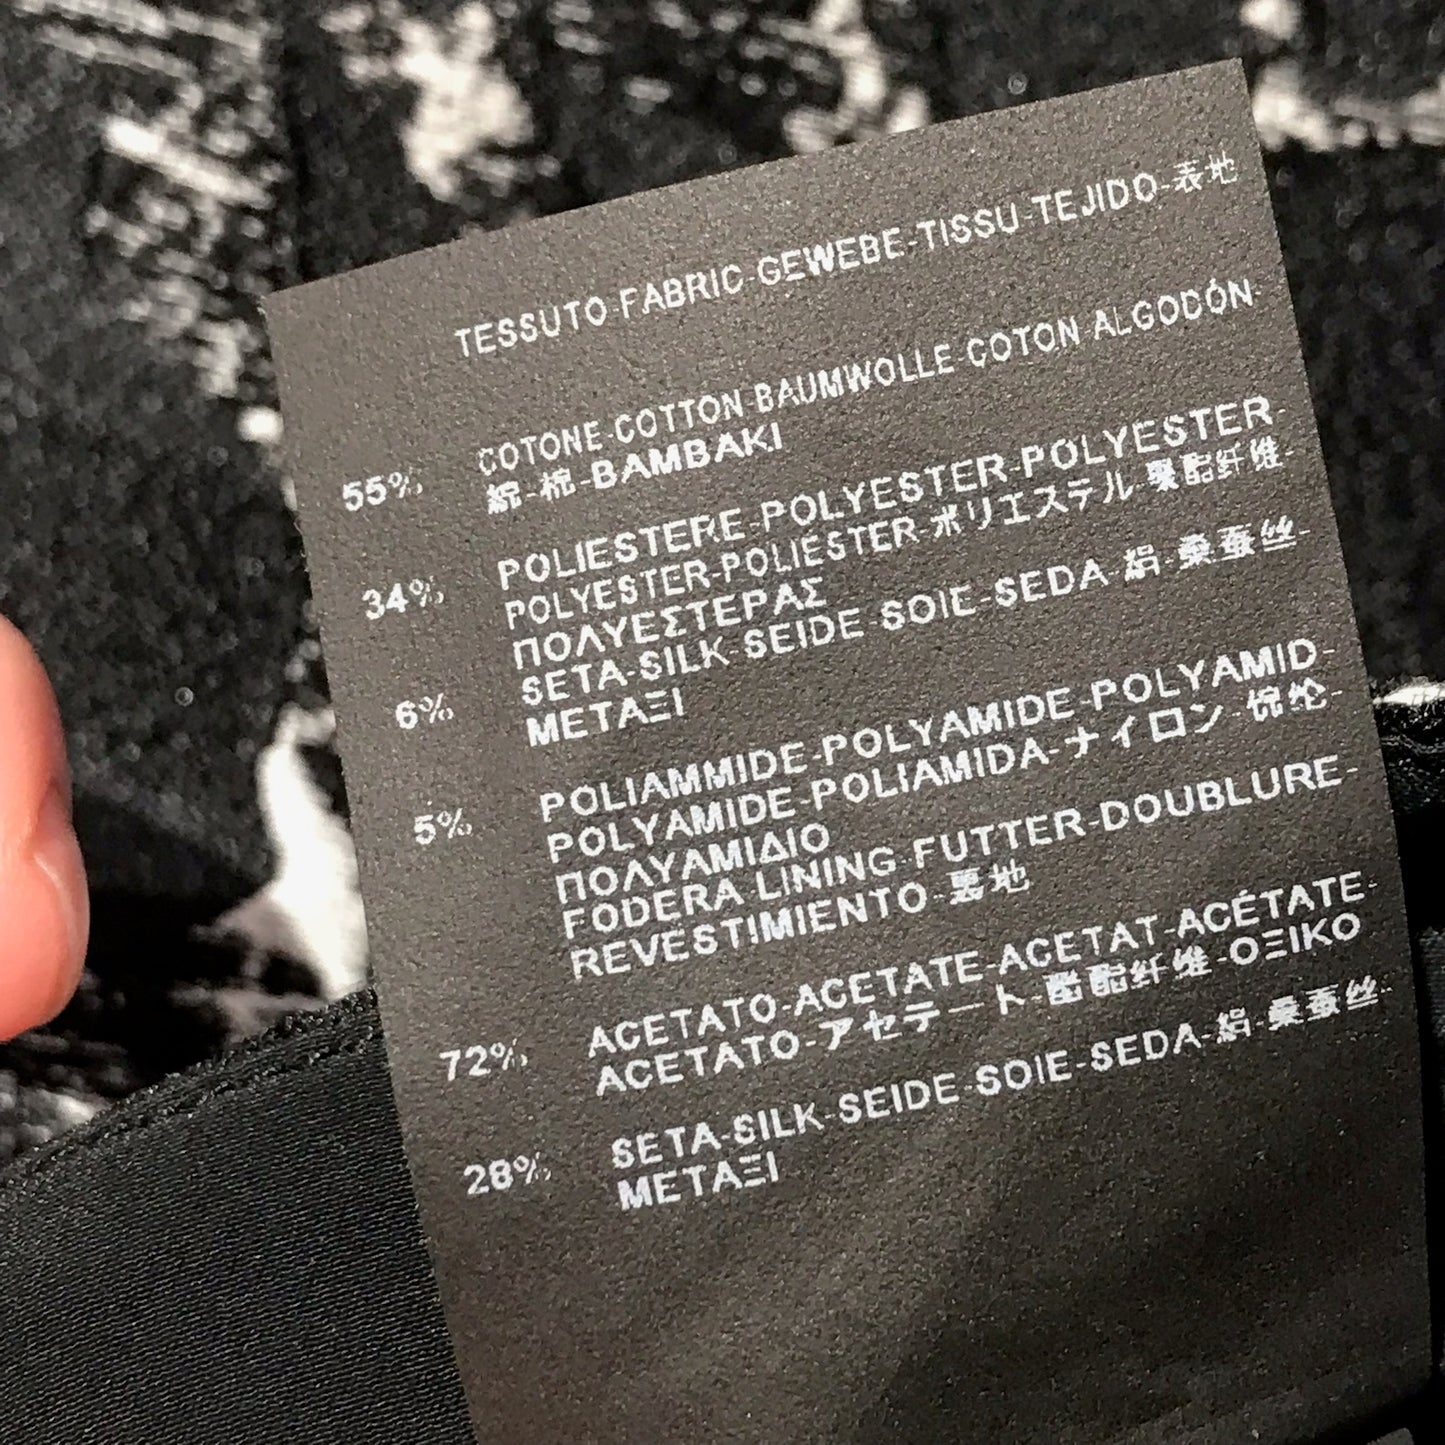 TESSUTO-FABRIC-GEWEBE-TISSU-TEJIDO-表地
COTONE-COTTON-BAUMWOLLE-COTON-ALGODÓN-
55% 綿-棉-BAMBAKI
POLIESTERE-POLYESTER-POLYESTER-
34% POLYESTER-POLIÉSTER-ポリエステル-聚酯纤维-
ΠΟΛΥΕΣΤΕΡΑΣ
SETA-SILK-SEIDE-SOIE-SEDA-絹-桑蚕丝-
6% ΜΕΤΑΞΙ
POLIAMMIDE-POLYAMIDE-POLYAMID-
5% POLYAMIDE-POLIAMIDA-ナイロン-锦纶-
ΠΟΛΥΑΜΙΔΙΟ
FODERA-LINING-FUTTER-DOUBLURE-
REVESTIMIENTO-裏地
ACETATO-ACETATE-ACETAT-ACÉTATE-
72% ACETATO-アセテート-醋酯纤维-ΟΞΙΚΟ
SETA-SILK-SEIDE-SOIE-SEDA-絹-桑蚕丝-
28% ΜΕΤΑΞΙ